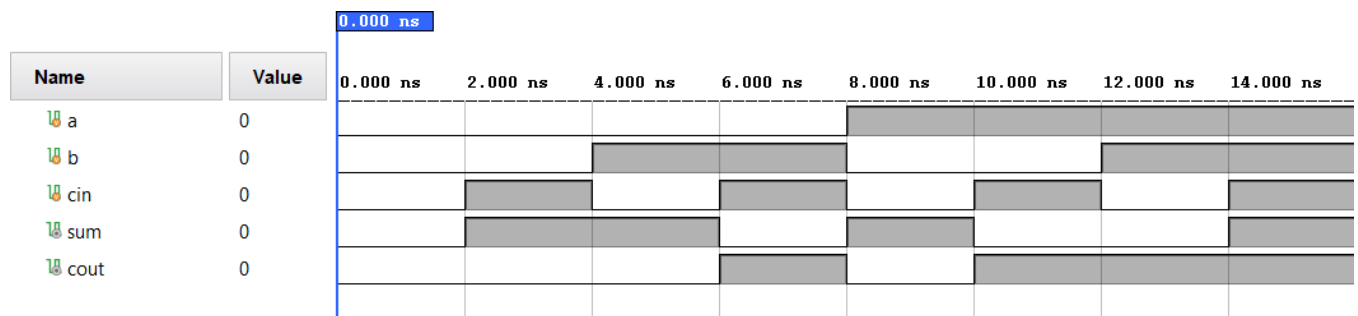 0.000 ns
Name Value 0.000 ns 2.000 ns 4.000 ns 6.000 ns 8.000 ns 10.000 ns 12.000 ns 14.000 ns
a 0
b 0
cin 0
sum 0
cout 0